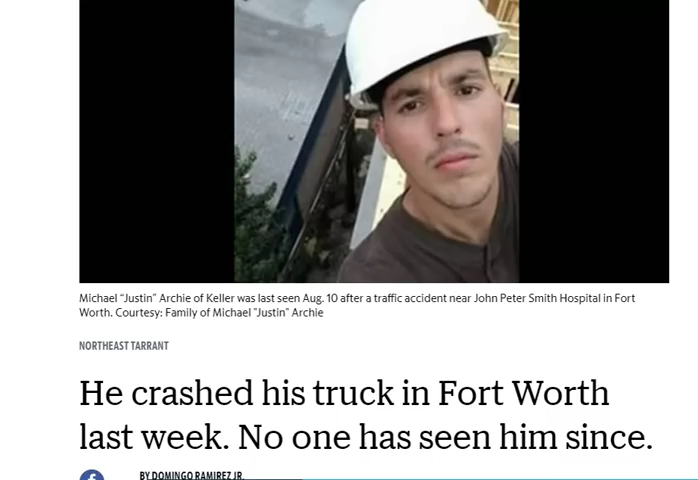 Michael “Justin” Archie of Keller was last seen Aug. 10 after a traffic accident near John Peter Smith Hospital in Fort
Worth. Courtesy: Family of Michael "Justin" Archie
NORTHEAST TARRANT
He crashed his truck in Fort Worth
last week. No one has seen him since.
BY DOMINGO RAMIREZ JR.